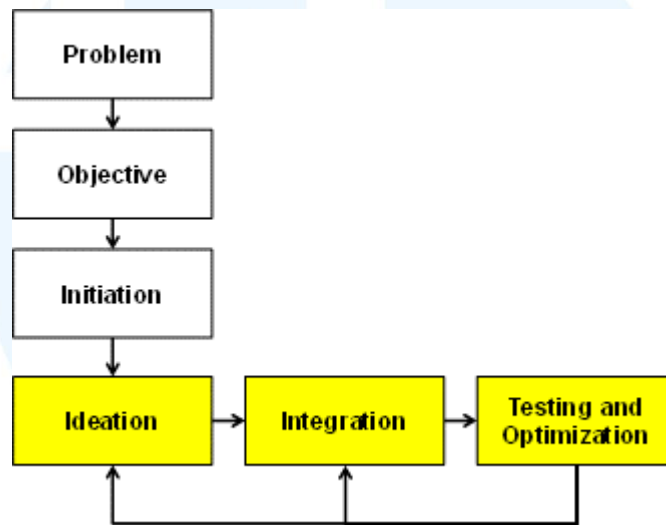 Problem
Objective
Initiation
Ideation
Integration
Testing and
Optimization